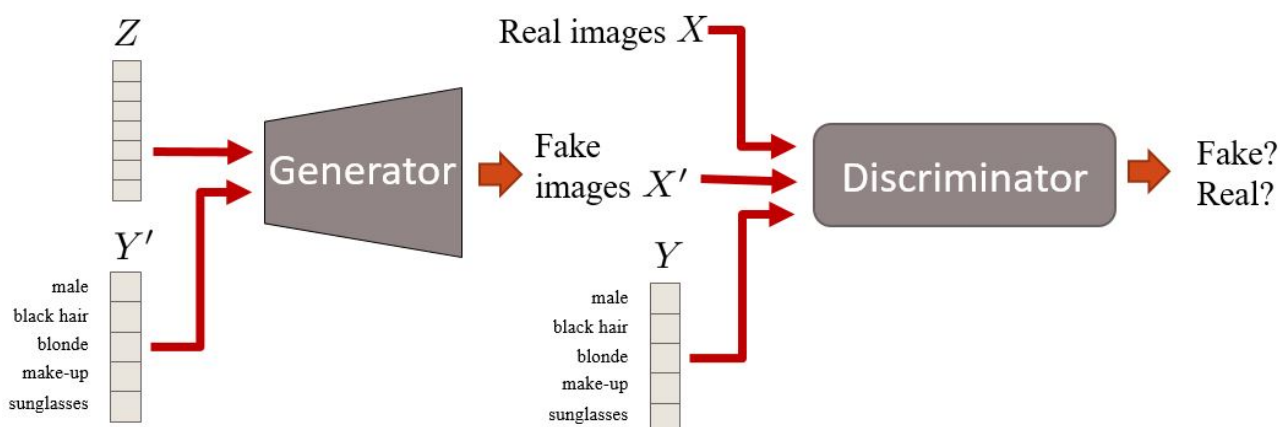 Z
Generator
Fake
images X′
Y′
male
black hair
blonde
make-up
sunglasses
Real images X
Discriminator
Fake?
Real?
Y
male
black hair
blonde
make-up
sunglasses